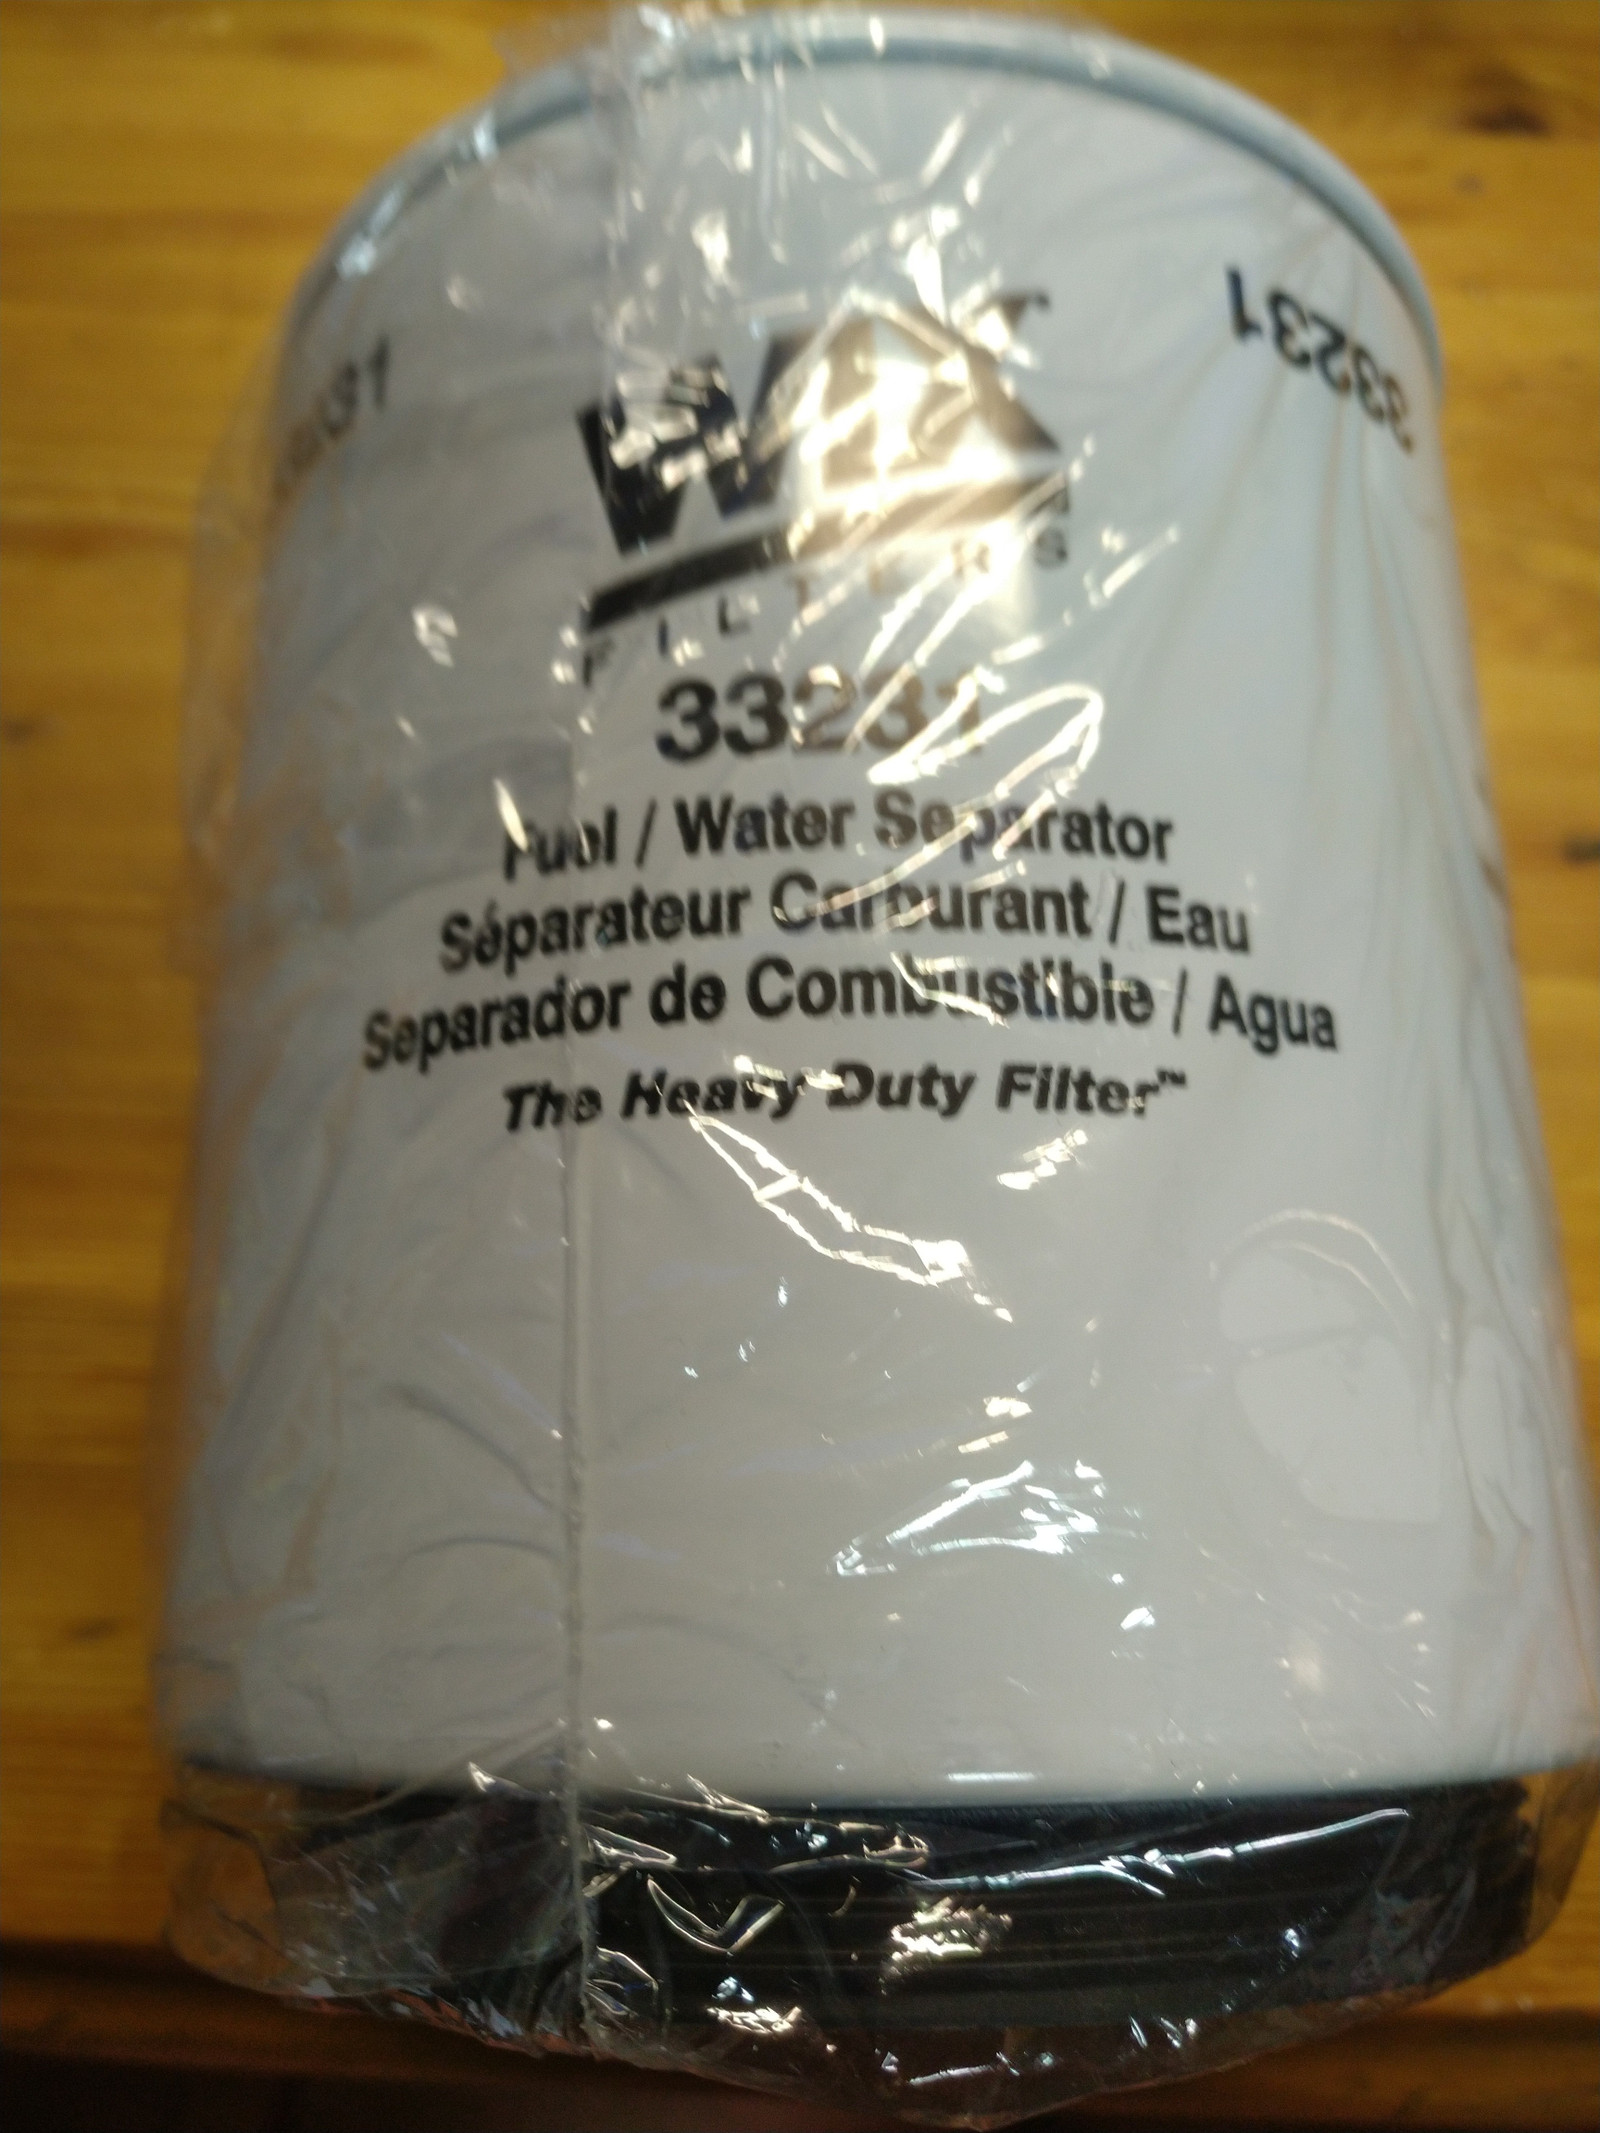 WIX
FILTERS
33231
33231
Fuel / Water Separator
Séparateur Carburant / Eau
Separador de Combustible / Agua
The Heavy Duty Filter™